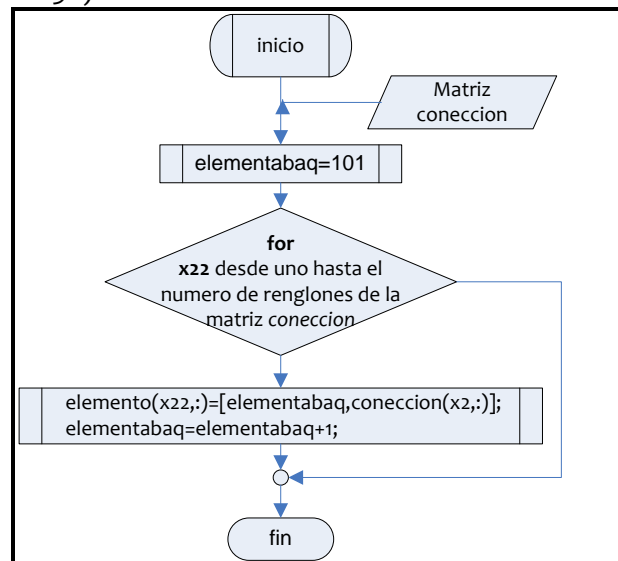 inicio
Matriz
coneccion
elementabaq=101
for
x22 desde uno hasta el
numero de renglones de la
matriz coneccion
elemento(x22,:)=[elementabaq,coneccion(x2,:)];
elementabaq=elementabaq+1;
fin